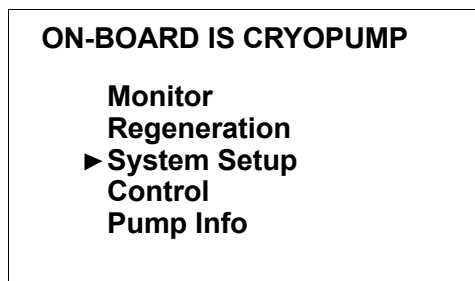 ON-BOARD IS CRYOPUMP
Monitor
Regeneration
►System Setup
Control
Pump Info